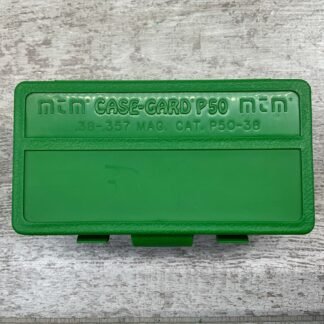 mtm® CASE-GARD® P50 mtm®
.38-357 MAG. CAT. P50-38